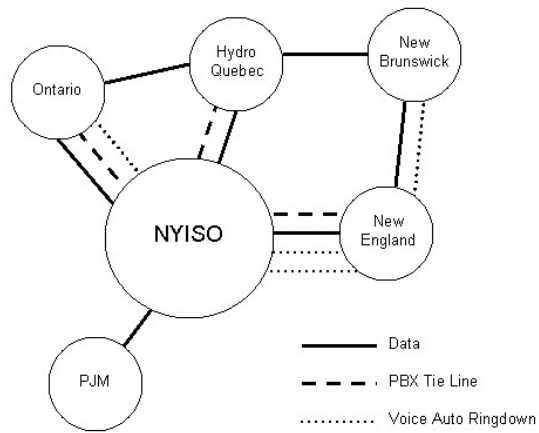 New
Brunswick
Hydro
Quebec
Ontario
NYISO
New
England
PJM
Data
PBX Tie Line
Voice Auto Ringdown